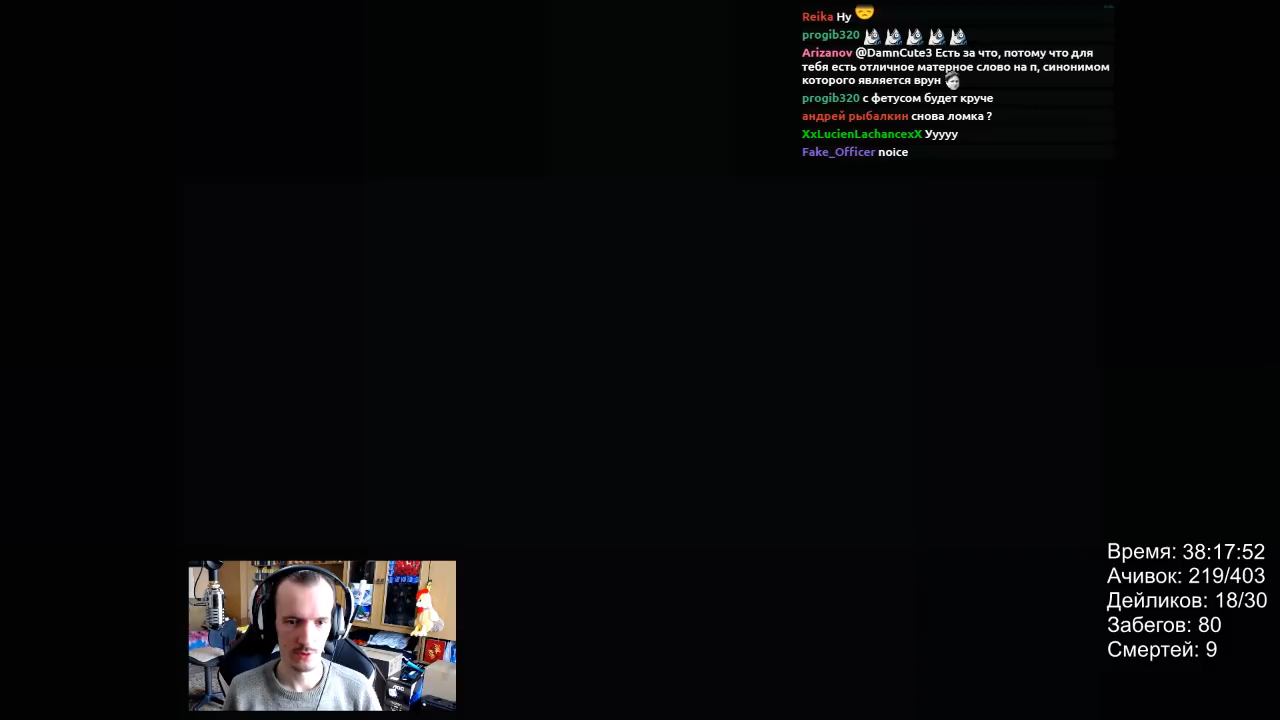 Reika Ну
progib320
Arizanov @DamnCute3 Есть за что, потому что для
тебя есть отличное матерное слово на п, синонимом
которого является врун
progib320 с фетусом будет круче
андрей рыбалкин снова ломка ?
XxLucienLachancexX Ууууу
Fake_Officer noice
Время: 38:17:52
Ачивок: 219/403
Дейликов: 18/30
Забегов: 80
Смертей: 9